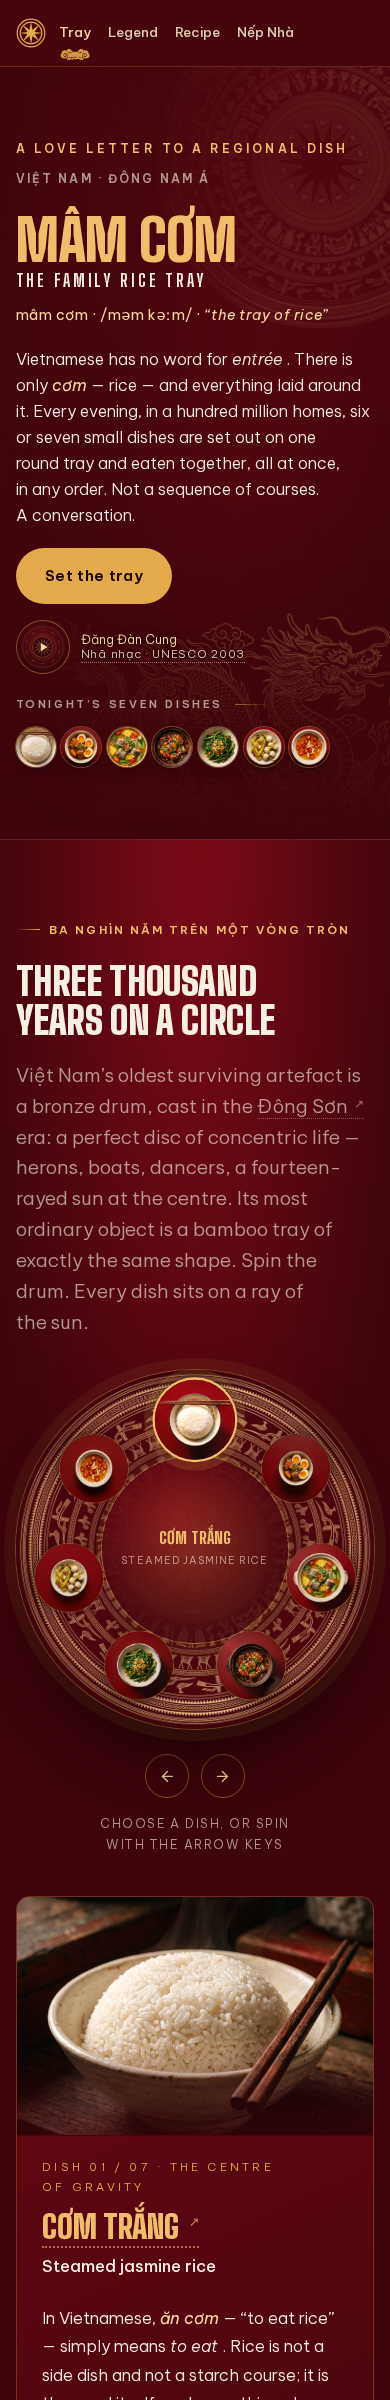 Tray Legend Recipe Nếp Nhà
A LOVE LETTER TO A REGIONAL DISH
VIỆT NAM · ĐÔNG NAM Á
MÂM CƠM
THE FAMILY RICE TRAY
mâm cơm · /məm kəːm/ · “the tray of rice”
Vietnamese has no word for entrée . There is
only cơm — rice — and everything laid around
it. Every evening, in a hundred million homes, six
or seven small dishes are set out on one
round tray and eaten together, all at once,
in any order. Not a sequence of courses.
A conversation.
Set the tray
Đăng Đàn Cung
Nhã nhạc · UNESCO 2003
TONIGHT’S SEVEN DISHES
BA NGHÌN NĂM TRÊN MỘT VÒNG TRÒN
THREE THOUSAND
YEARS ON A CIRCLE
Việt Nam’s oldest surviving artefact is
a bronze drum, cast in the Đông Sơn ↗
era: a perfect disc of concentric life —
herons, boats, dancers, a fourteen-
rayed sun at the centre. Its most
ordinary object is a bamboo tray of
exactly the same shape. Spin the
drum. Every dish sits on a ray of
the sun.
CƠM TRẮNG
STEAMED JASMINE RICE
← →
CHOOSE A DISH, OR SPIN
WITH THE ARROW KEYS
DISH 01 / 07 · THE CENTRE
OF GRAVITY
CƠM TRẮNG ↗
Steamed jasmine rice
In Vietnamese, ăn cơm — “to eat rice”
— simply means to eat . Rice is not a
side dish and not a starch course; it is